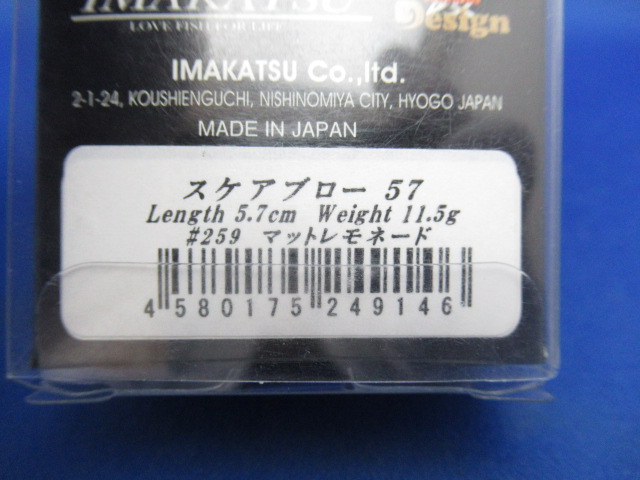 IMAKATSU
LOVE FISH FOR LIFE
Design
IMAKATSU Co.,ltd.
2-1-24, KOUSHIENGUCHI, NISHINOMIYA CITY, HYOGO JAPAN
MADE IN JAPAN
スケアブロー 57
Length 5.7cm Weight 11.5g
#259 マットレモネード
4 580175 249146